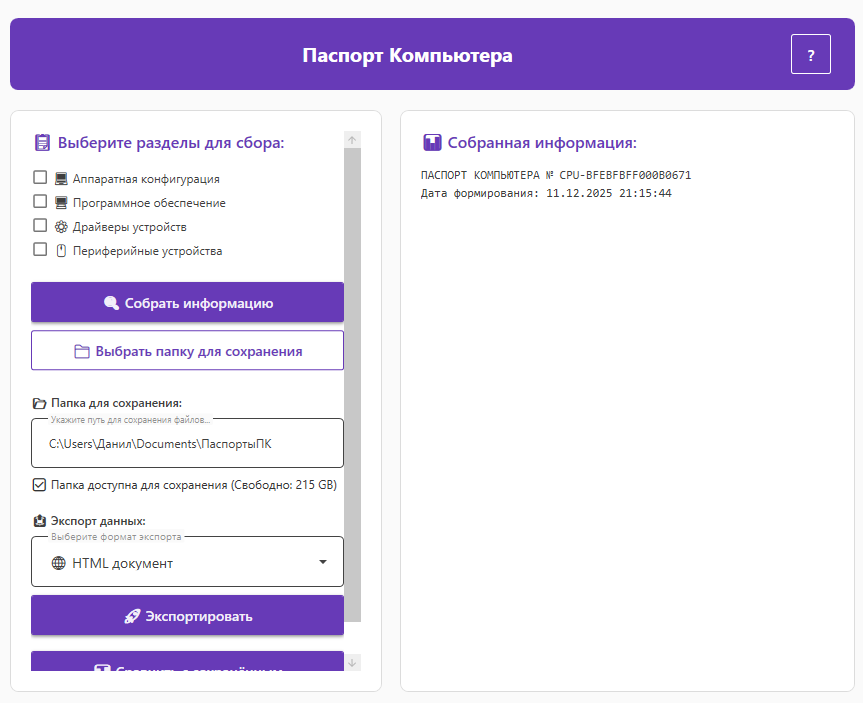 Паспорт Компьютера
?
Выберите разделы для сбора:
Аппаратная конфигурация
Программное обеспечение
Драйверы устройств
Периферийные устройства
Собрать информацию
Выбрать папку для сохранения
Папка для сохранения:
Укажите путь для сохранения файлов...
C:\Users\Данил\Documents\ПаспортыПК
Папка доступна для сохранения (Свободно: 215 GB)
Экспорт данных:
Выберите формат экспорта
HTML документ
Экспортировать
Сравнить с сохранённым
Собранная информация:
ПАСПОРТ КОМПЬЮТЕРА № CPU-BFEBFBFF000B0671
Дата формирования: 11.12.2025 21:15:44